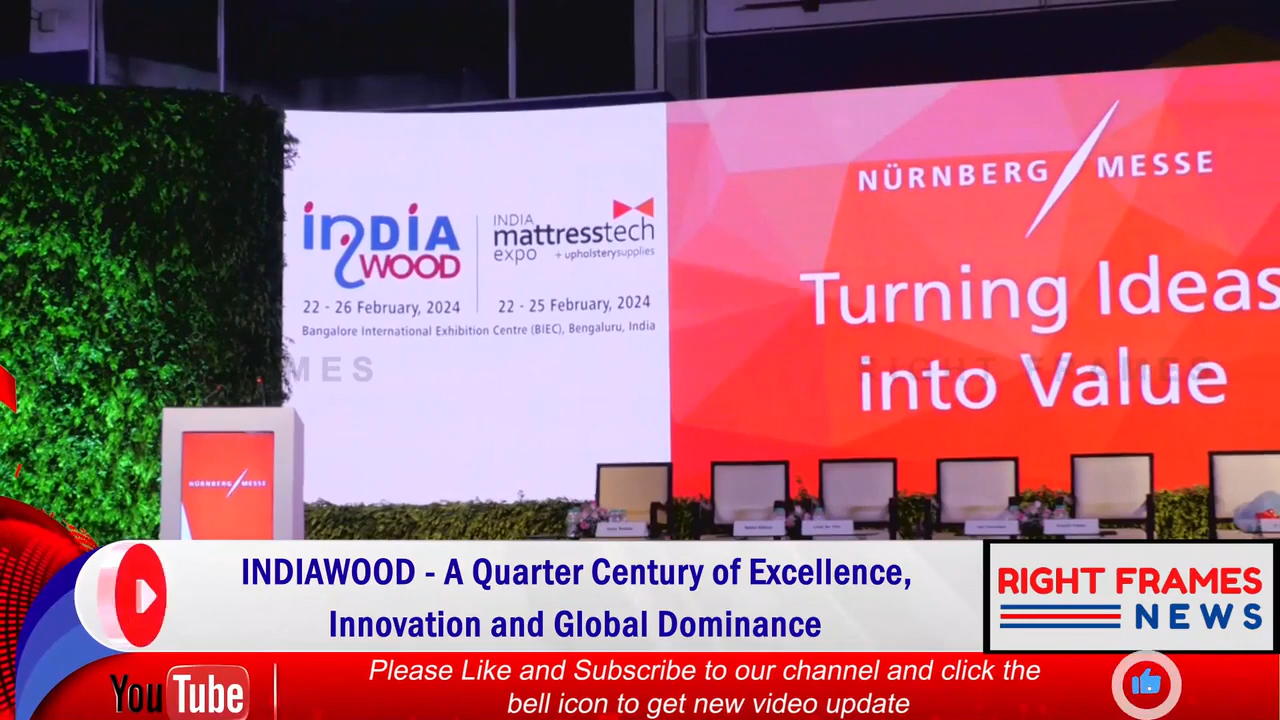 NÜRNBERG MESSE
INDIA
WOOD
INDIA
mattresstech
expo + upholsterysupplies
22 - 26 February, 2024
22 - 25 February, 2024
Bangalore International Exhibition Centre (BIEC), Bengaluru, India
Turning Ideas
into Value
MES
RIGHT FRAMES
NÜRNBERG MESSE
INDIAWOOD - A Quarter Century of Excellence,
Innovation and Global Dominance
RIGHT FRAMES
NEWS
YouTube
Please Like and Subscribe to our channel and click the
bell icon to get new video update